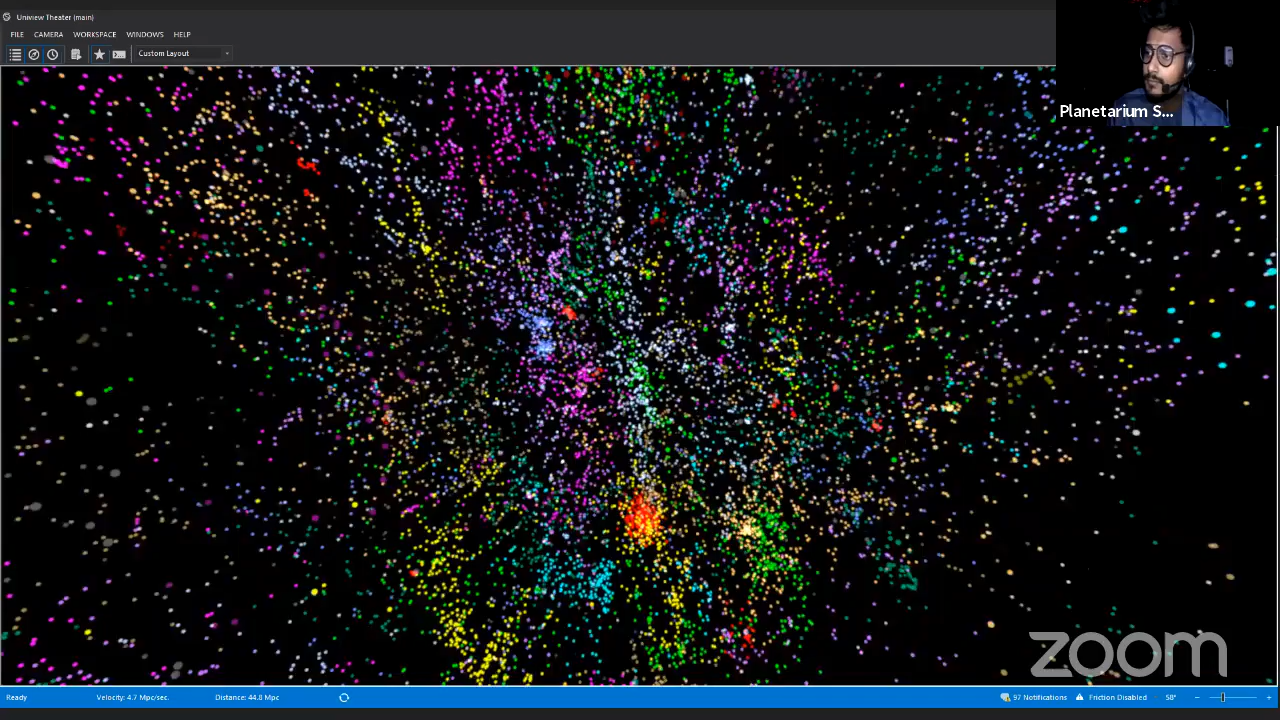 Uniview Theater (main)
FILE CAMERA WORKSPACE WINDOWS HELP
Custom Layout
Planetarium S...
zoom
Ready Velocity: 4.7 Mpc/sec. Distance: 44.8 Mpc 97 Notifications Friction Disabled 58°